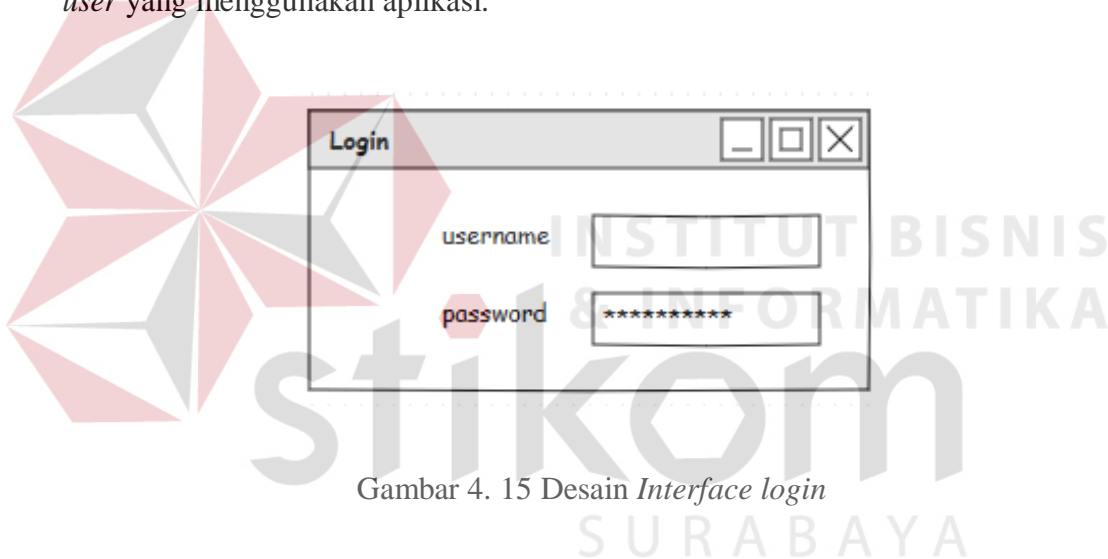 user yang menggunakan aplikasi.
Login
username
password **********
INSTITUT BISNIS
& INFORMATIKA
stikom
SURABAYA
Gambar 4. 15 Desain Interface login